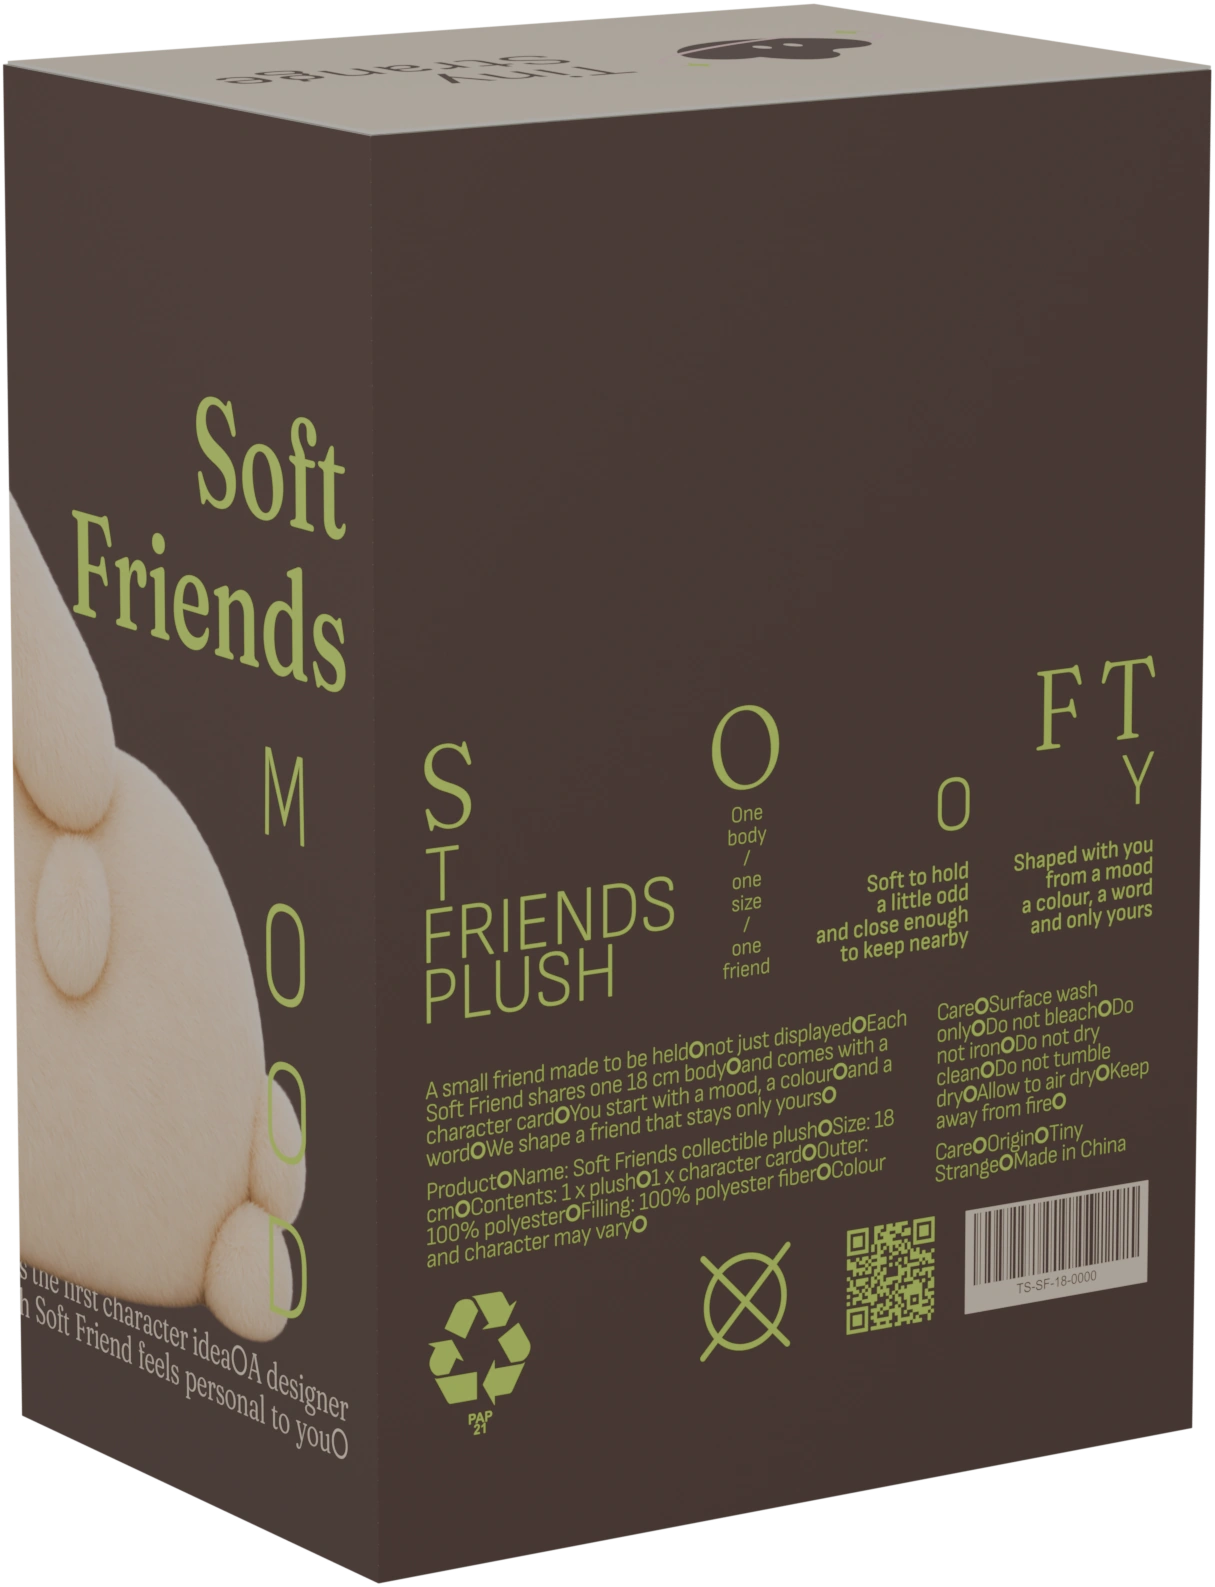 Tiny
Strange
Soft
Friends
M
O
O
D
the first character ideaOA designer
Soft Friend feels personal to youO
S O FT
T O Y
FRIENDS
PLUSH
One
body
/
one
size
/
one
friend
Soft to hold
a little odd
and close enough
to keep nearby
Shaped with you
from a mood
a colour, a word
and only yours
A small friend made to be heldOnot just displayedOEach
Soft Friend shares one 18 cm bodyOand comes with a
character cardOYou start with a mood, a colourOand a
wordOWe shape a friend that stays only yoursO
ProductOName: Soft Friends collectible plushOSize: 18
cmOContents: 1 x plushO1 x character cardOOuter:
100% polyesterOFilling: 100% polyester fiberOColour
and character may varyO
CareOSurface wash
onlyODo not bleachODo
not ironODo not dry
cleanODo not tumble
dryOAllow to air dryOKeep
away from fireO
CareOOriginOTiny
StrangeOMade in China
PAP
21
TS-SF-18-0000